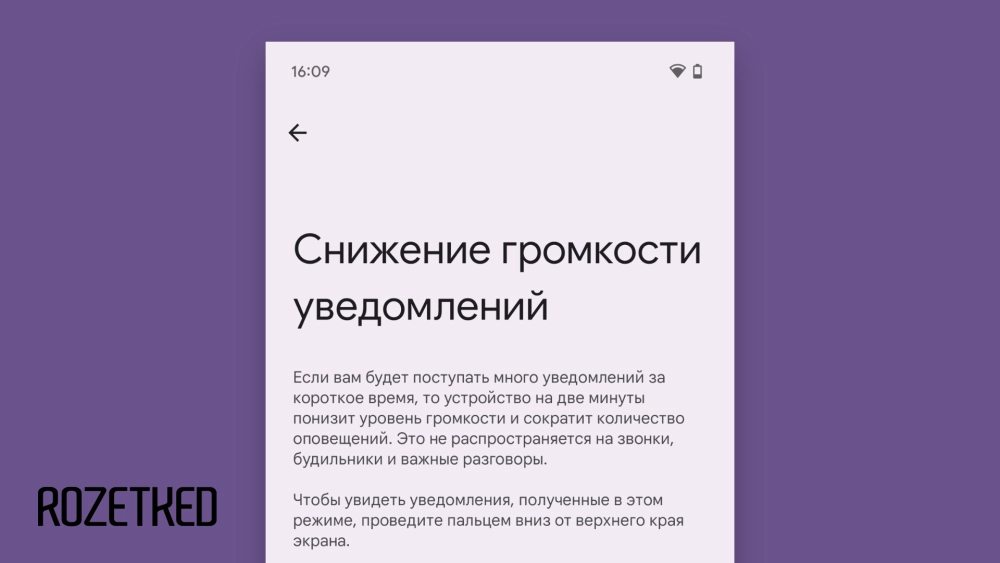 16:09
Снижение громкости
уведомлений
Если вам будет поступать много уведомлений за
короткое время, то устройство на две минуты
понизит уровень громкости и сократит количество
оповещений. Это не распространяется на звонки,
будильники и важные разговоры.
Чтобы увидеть уведомления, полученные в этом
режиме, проведите пальцем вниз от верхнего края
экрана.
ROZETKED